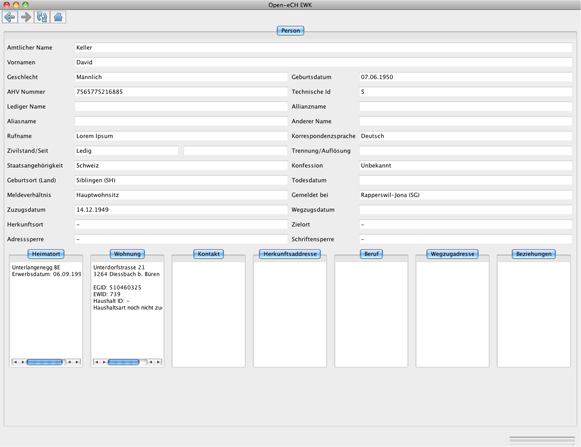 Open-eCH EWK
Person
Amtlicher Name Keller
Vornamen David
Geschlecht Männlich Geburtsdatum 07.06.1950
AHV Nummer 7565775216885 Technische Id 5
Lediger Name Allianzname
Aliasname Anderer Name
Rufname Lorem Ipsum Korrespondenzsprache Deutsch
Zivilstand/Seit Ledig Trennung/Auflösung
Staatsangehörigkeit Schweiz Konfession Unbekannt
Geburtsort (Land) Siblingen (SH) Todesdatum
Meldeverhältnis Hauptwohnsitz Gemeldet bei Rapperswil-Jona (SG)
Zuzugsdatum 14.12.1949 Wegzugsdatum
Herkunftsort – Zielort –
Adresssperre – Schriftensperre –
Heimatort Wohnung Kontakt Herkunftsaddresse Beruf Wegzugadresse Beziehungen
Unterlangenegg BE Unterdorfstrasse 21
Erwerbsdatum: 06.09.199 3264 Diessbach b. Büren
EGID: 510460325
EWID: 739
Haushalt ID: –
Haushaltsart noch nicht zu